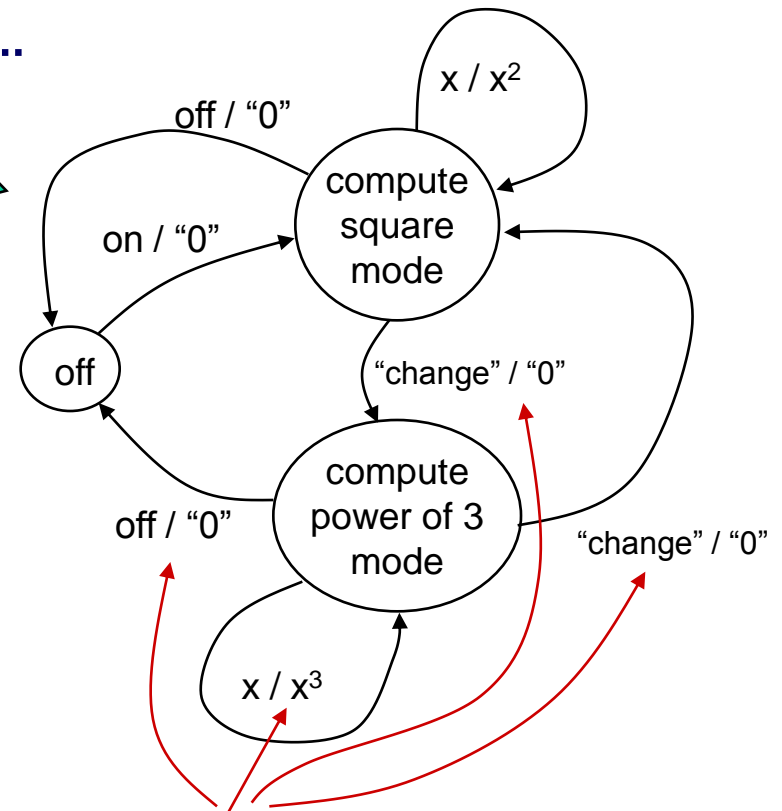 ..
x / x²
off / “0”
compute
square
mode
on / “0”
off
“change” / “0”
compute
power of 3
mode
off / “0”
“change” / “0”
x / x³